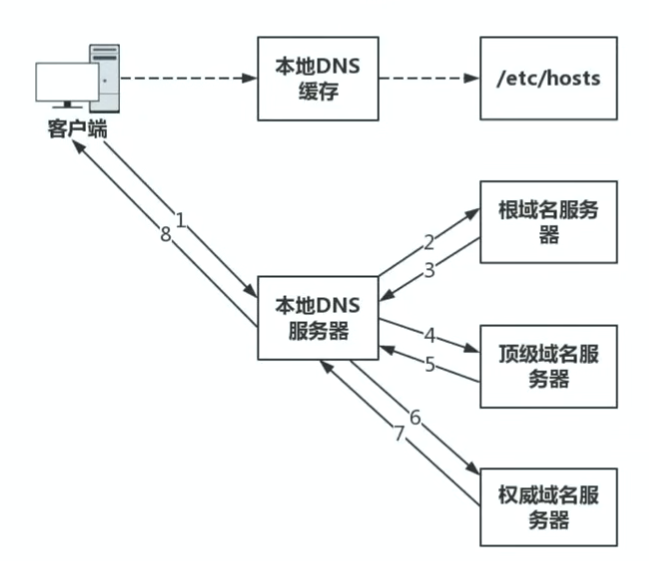 本地DNS
缓存
/etc/hosts
客户端
1
8
2
3
根域名服务
器
本地DNS
服务器
4
5
顶级域名服
务器
6
7
权威域名服
务器